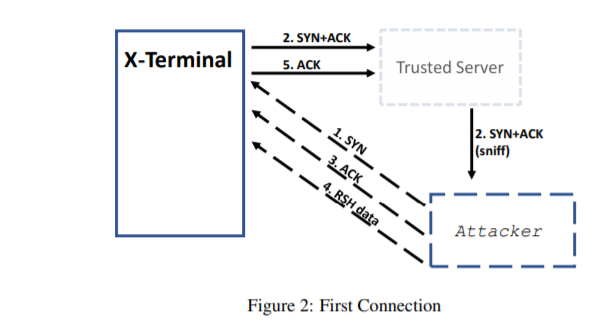 2. SYN+ACK
X-Terminal
5. ACK
Trusted Server
1. SYN
2. SYN+ACK
(sniff)
3. ACK
4. RSH data
Attacker
Figure 2: First Connection